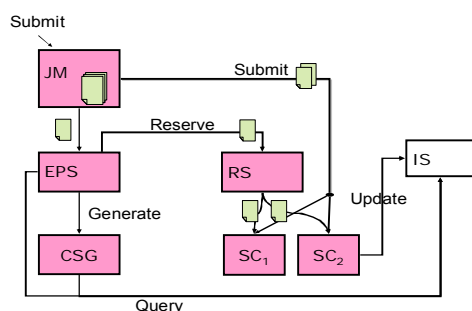 Submit
JM
Submit
Reserve
EPS
RS
IS
Generate
Update
CSG
SC₁
SC₂
Query